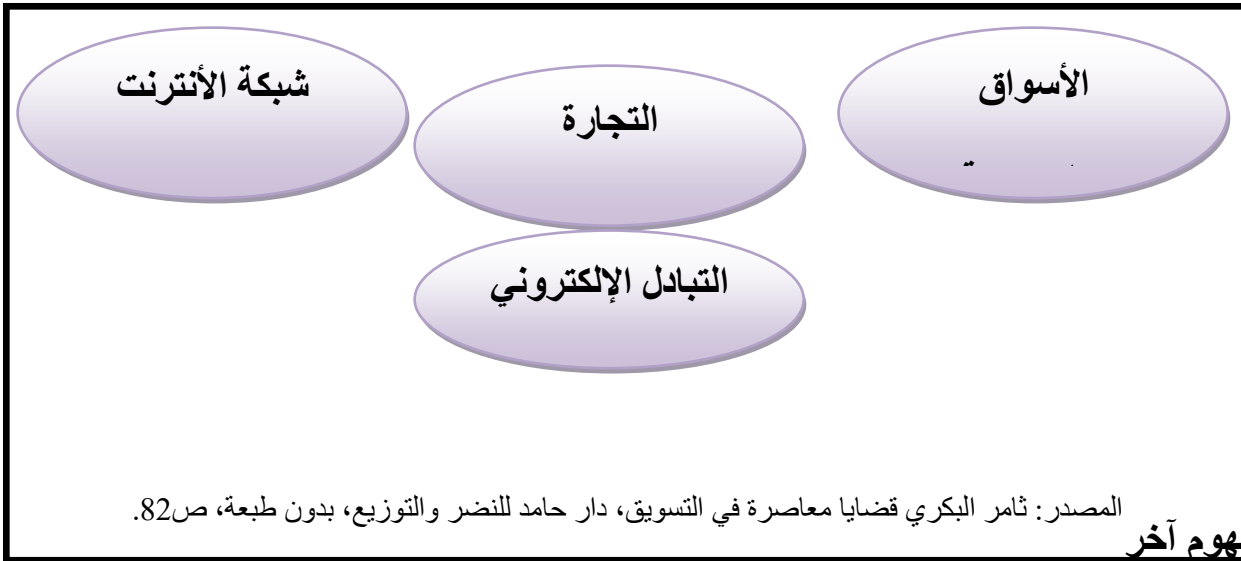 الأسواق
التجارة
شبكة الأنترنت
التبادل الإلكتروني
المصدر: ثامر البكري قضايا معاصرة في التسويق، دار حامد للنضر والتوزيع، بدون طبعة، ص82.
آخر